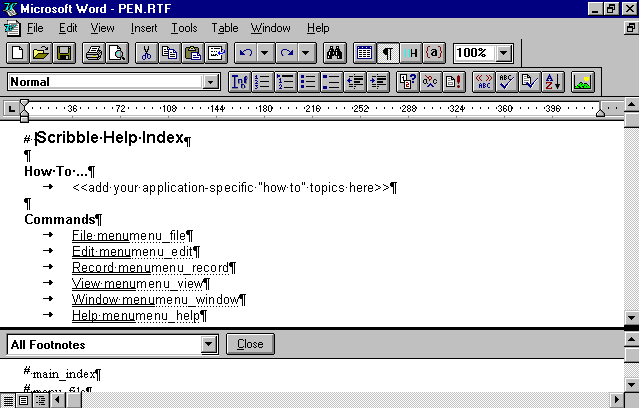 Microsoft Word - PEN.RTF
File Edit View Insert Tools Table Window Help
100%
Normal
36 72 108 144 180 216 252 288 324 360 396
# Scribble·Help·Index¶
¶
How·To·...¶
<<add·your·application-specific·"how·to"·topics·here>>¶
¶
Commands¶
File·menumenu_file¶
Edit·menumenu_edit¶
Record·menumenu_record¶
View·menumenu_view¶
Window·menumenu_window¶
Help·menumenu_help¶
All Footnotes Close
#·main_index
#·menu_file